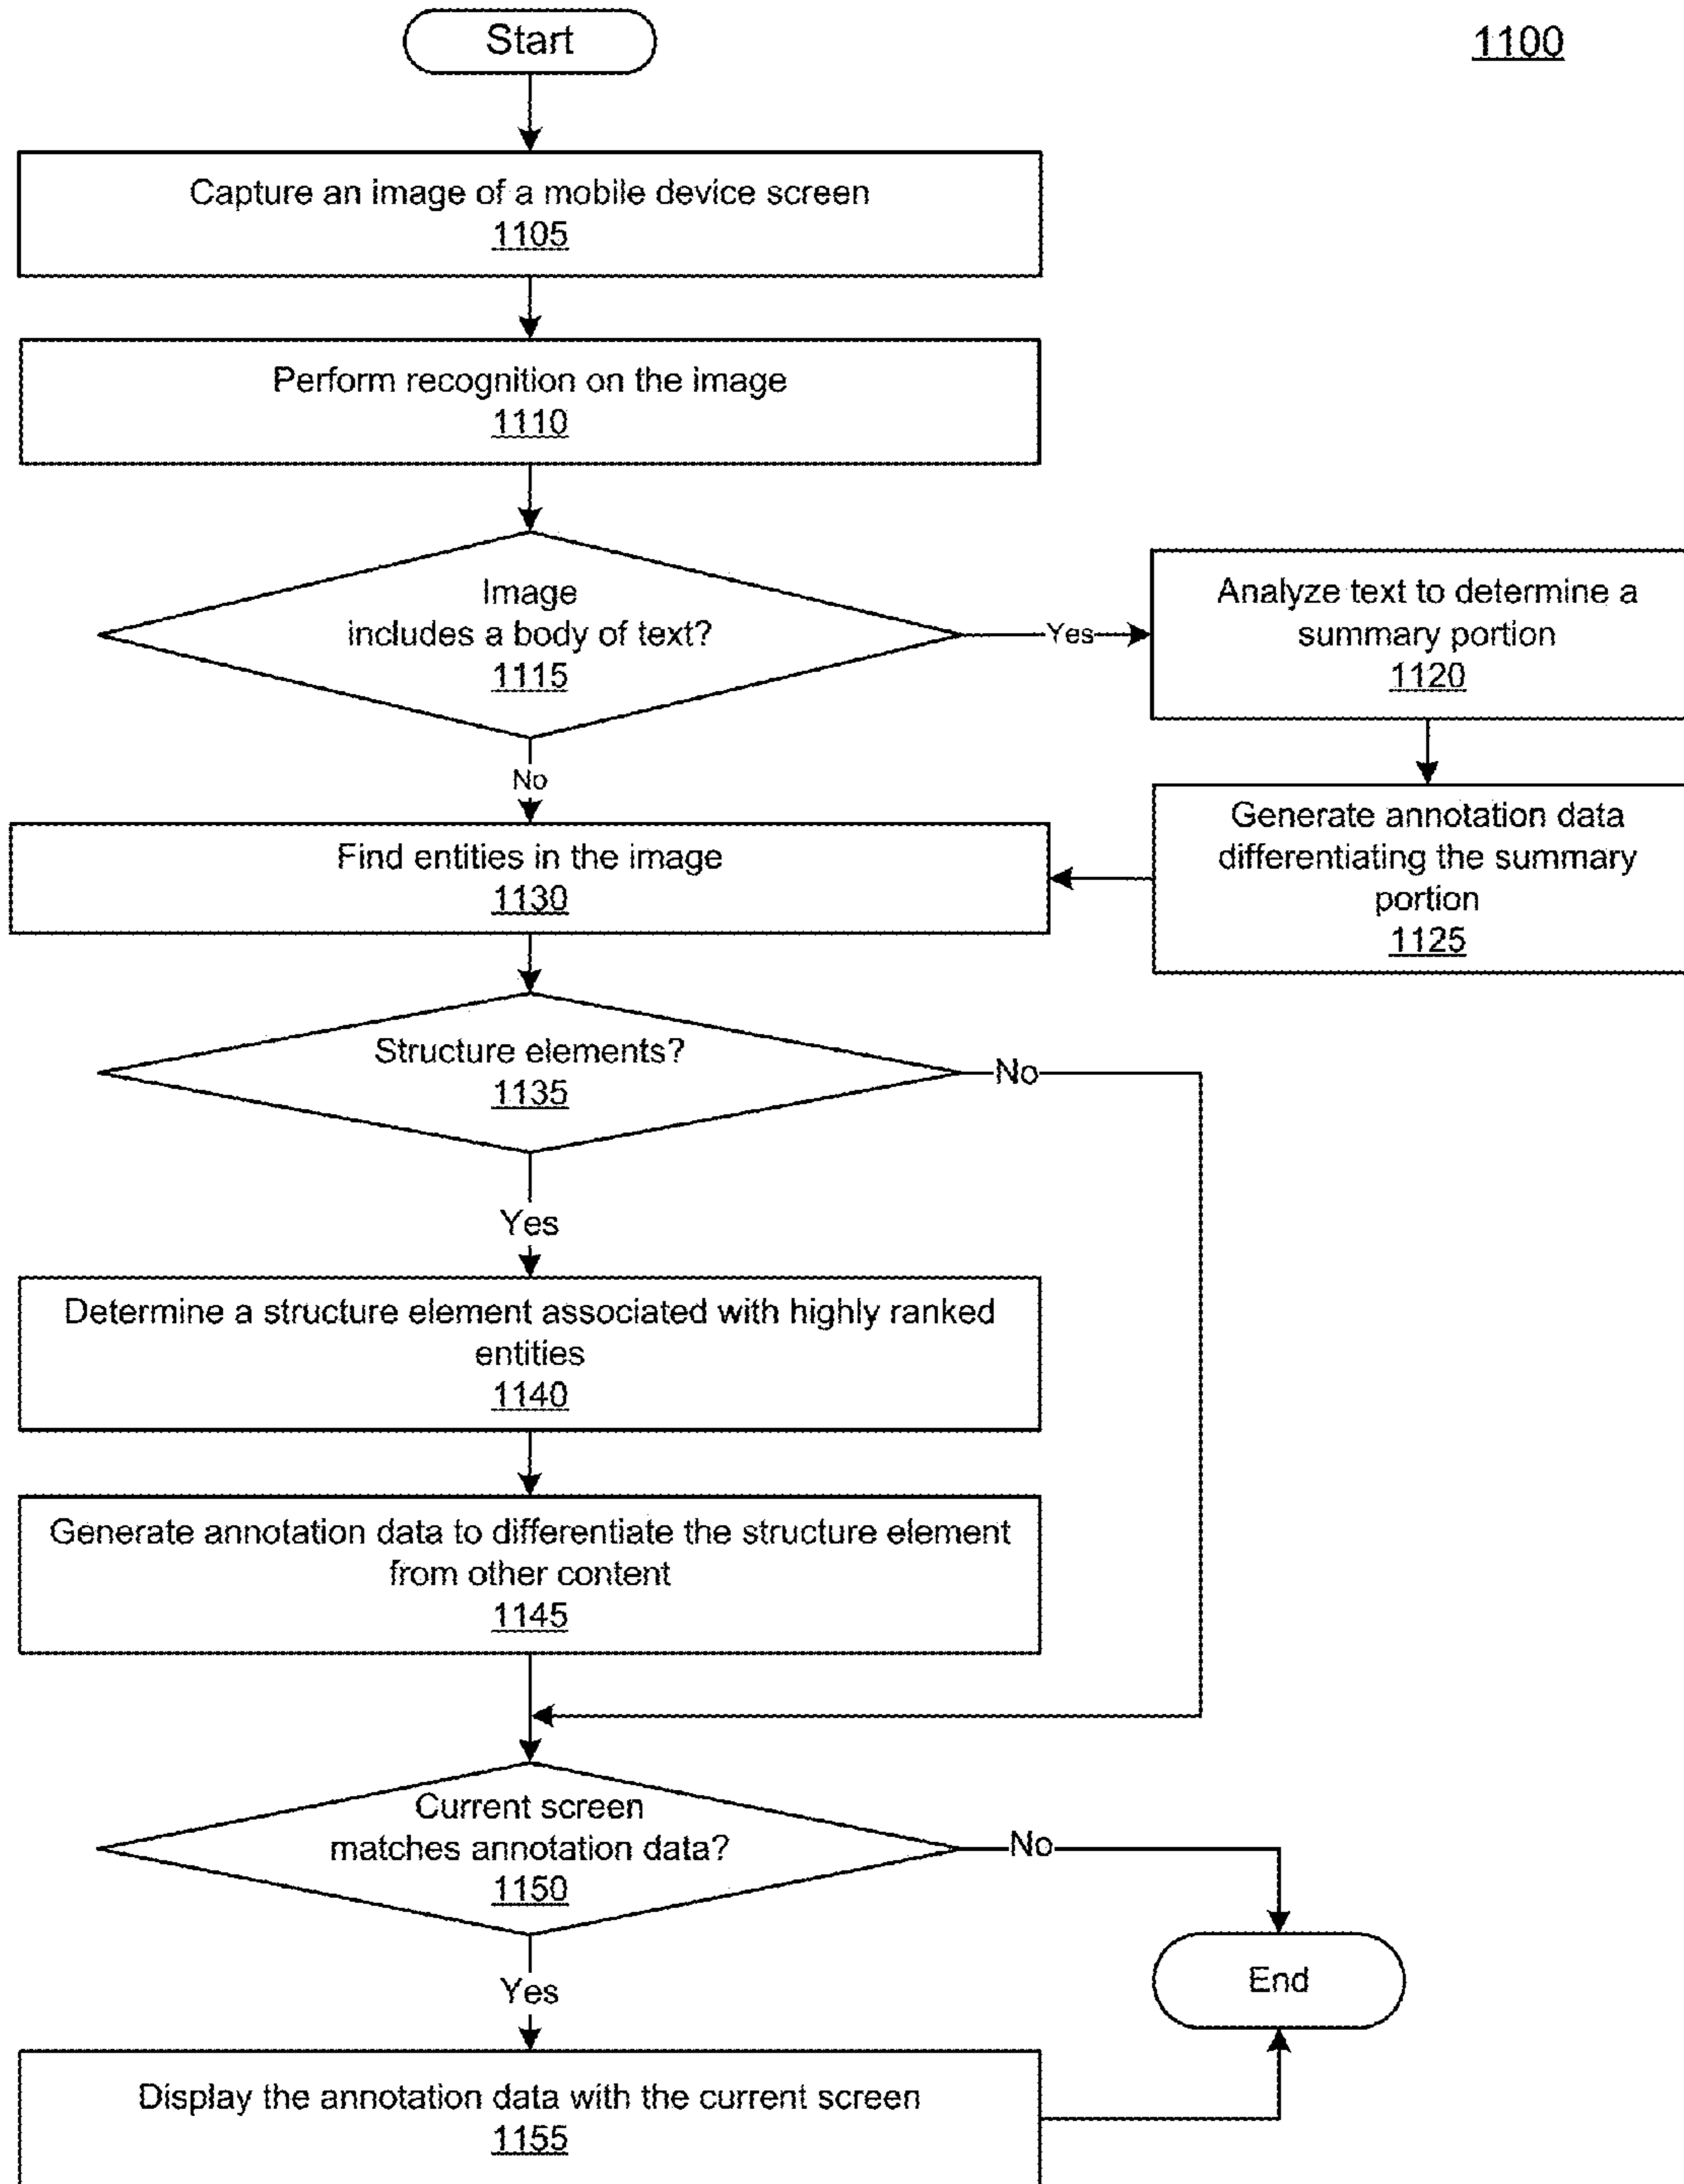 1100
Start
Capture an image of a mobile device screen
1105
Perform recognition on the image
1110
Image
includes a body of text?
1115
Yes
Analyze text to determine a
summary portion
1120
Generate annotation data
differentiating the summary
portion
1125
No
Find entities in the image
1130
Structure elements?
1135
No
Yes
Determine a structure element associated with highly ranked
entities
1140
Generate annotation data to differentiate the structure element
from other content
1145
Current screen
matches annotation data?
1150
No
End
Yes
Display the annotation data with the current screen
1155